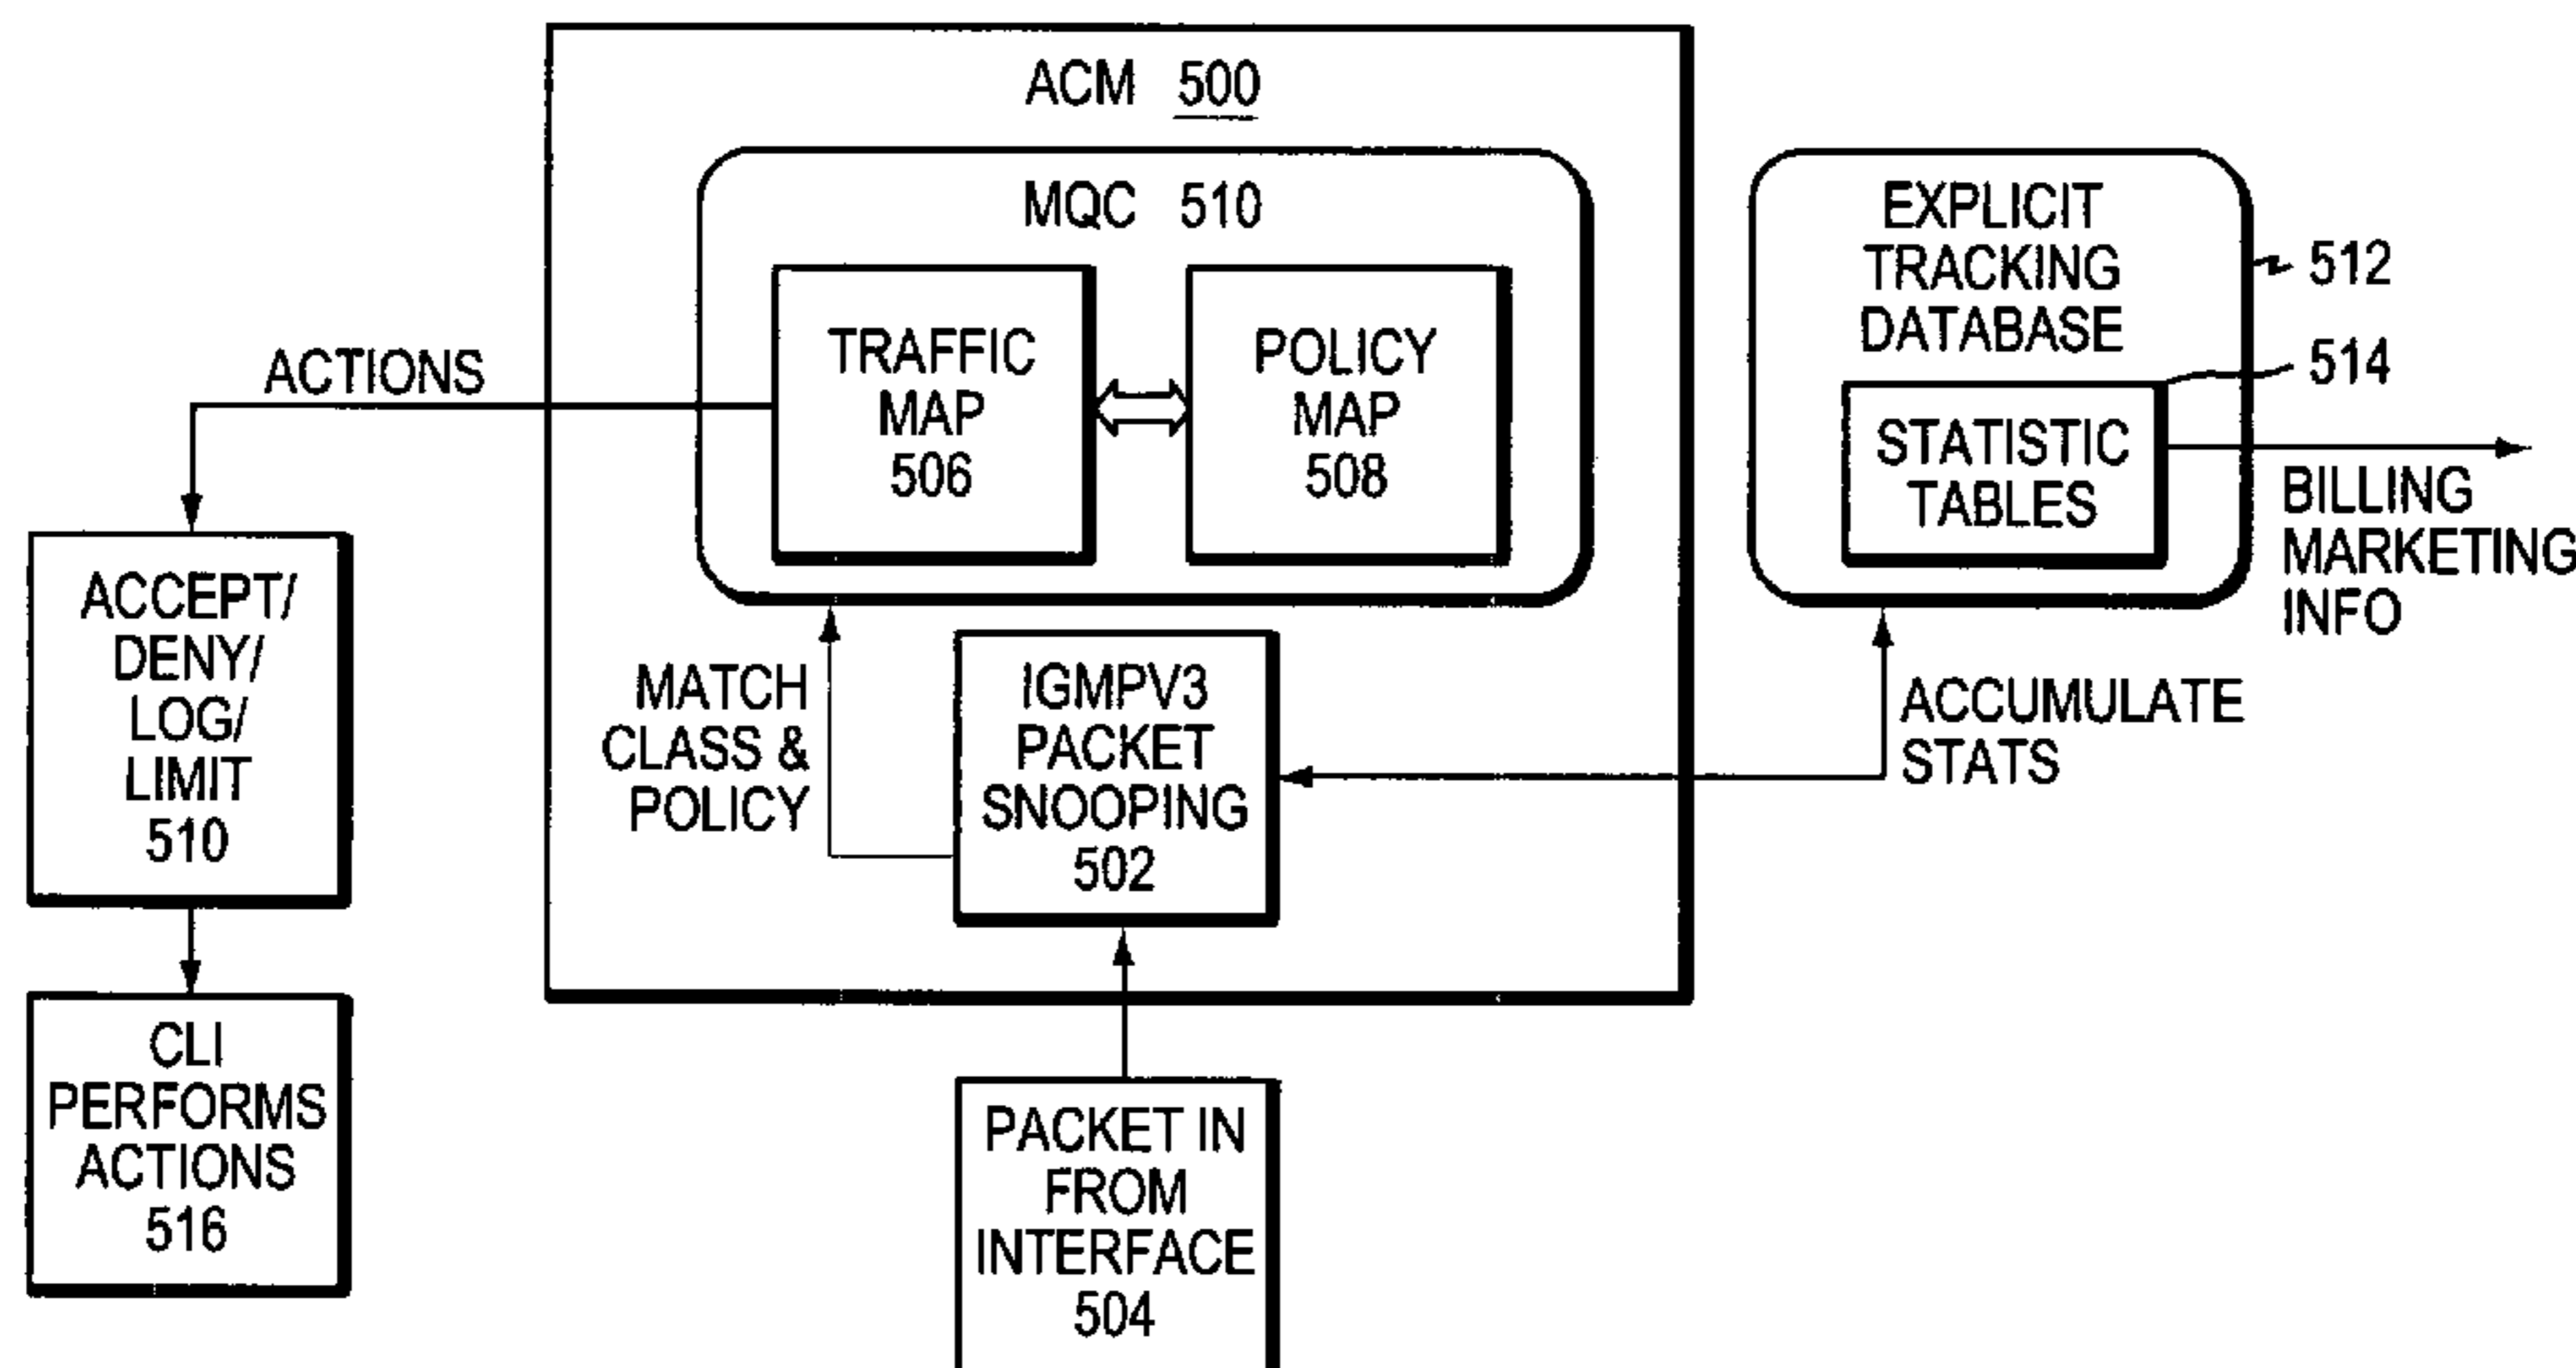 ACM 500
MQC 510
TRAFFIC
MAP
506
POLICY
MAP
508
ACTIONS
ACCEPT/
DENY/
LOG/
LIMIT
510
CLI
PERFORMS
ACTIONS
516
MATCH
CLASS &
POLICY
IGMPV3
PACKET
SNOOPING
502
PACKET IN
FROM
INTERFACE
504
EXPLICIT
TRACKING
DATABASE
512
514
STATISTIC
TABLES
BILLING
MARKETING
INFO
ACCUMULATE
STATS